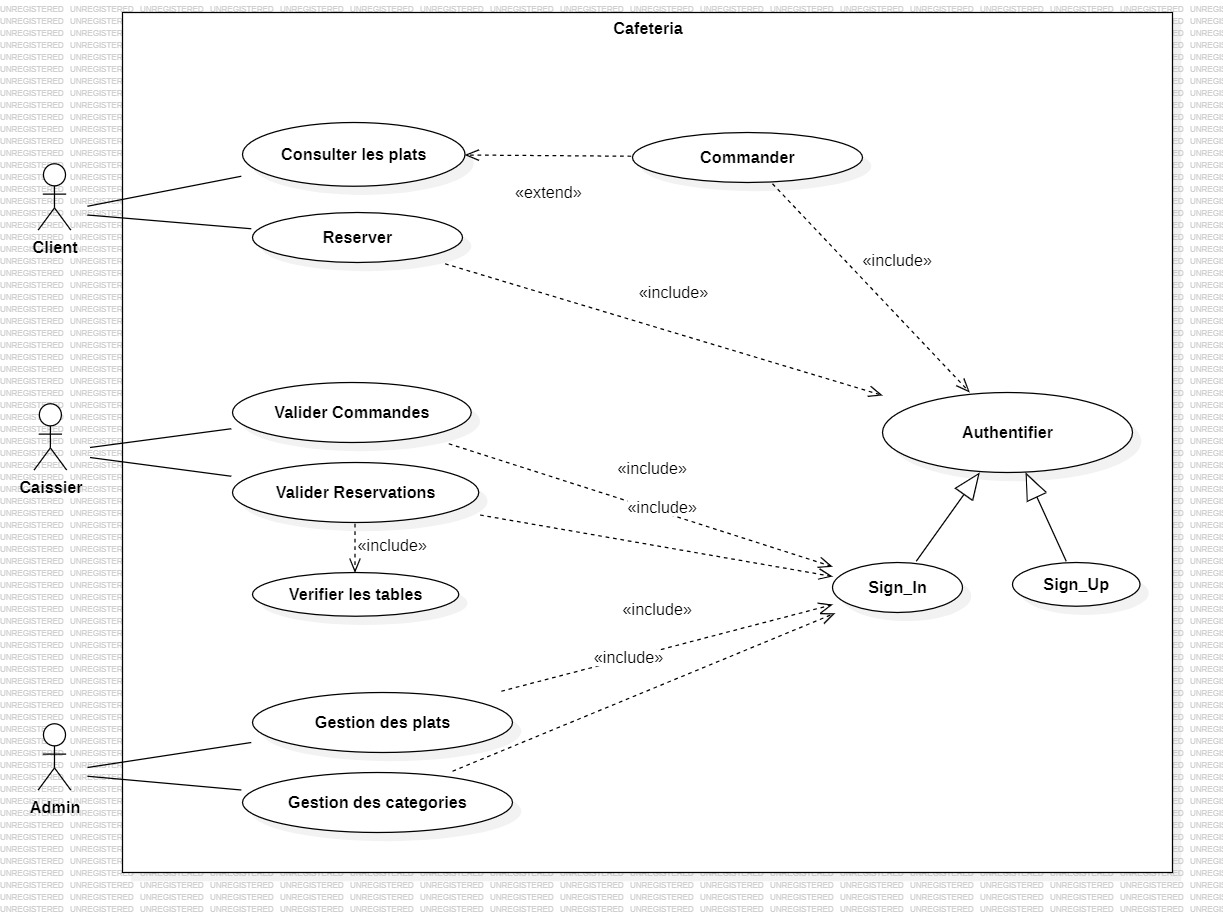 Cafeteria
Consulter les plats
Commander
«extend»
Reserver
Client
«include»
«include»
Valider Commandes
Authentifier
«include»
Valider Reservations
Caissier
«include»
«include»
Sign_In
Sign_Up
Verifier les tables
«include»
«include»
Gestion des plats
Gestion des categories
Admin
UNREGISTERED